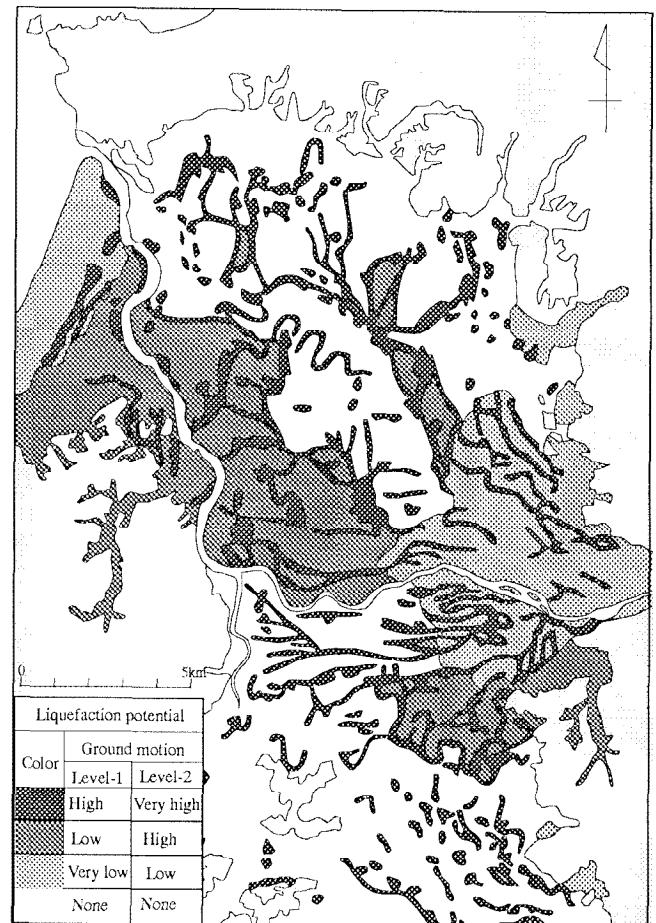 0
5km
Liquefaction potential
Color
Ground motion
Level-1 Level-2
High Very high
Low High
Very low Low
None None